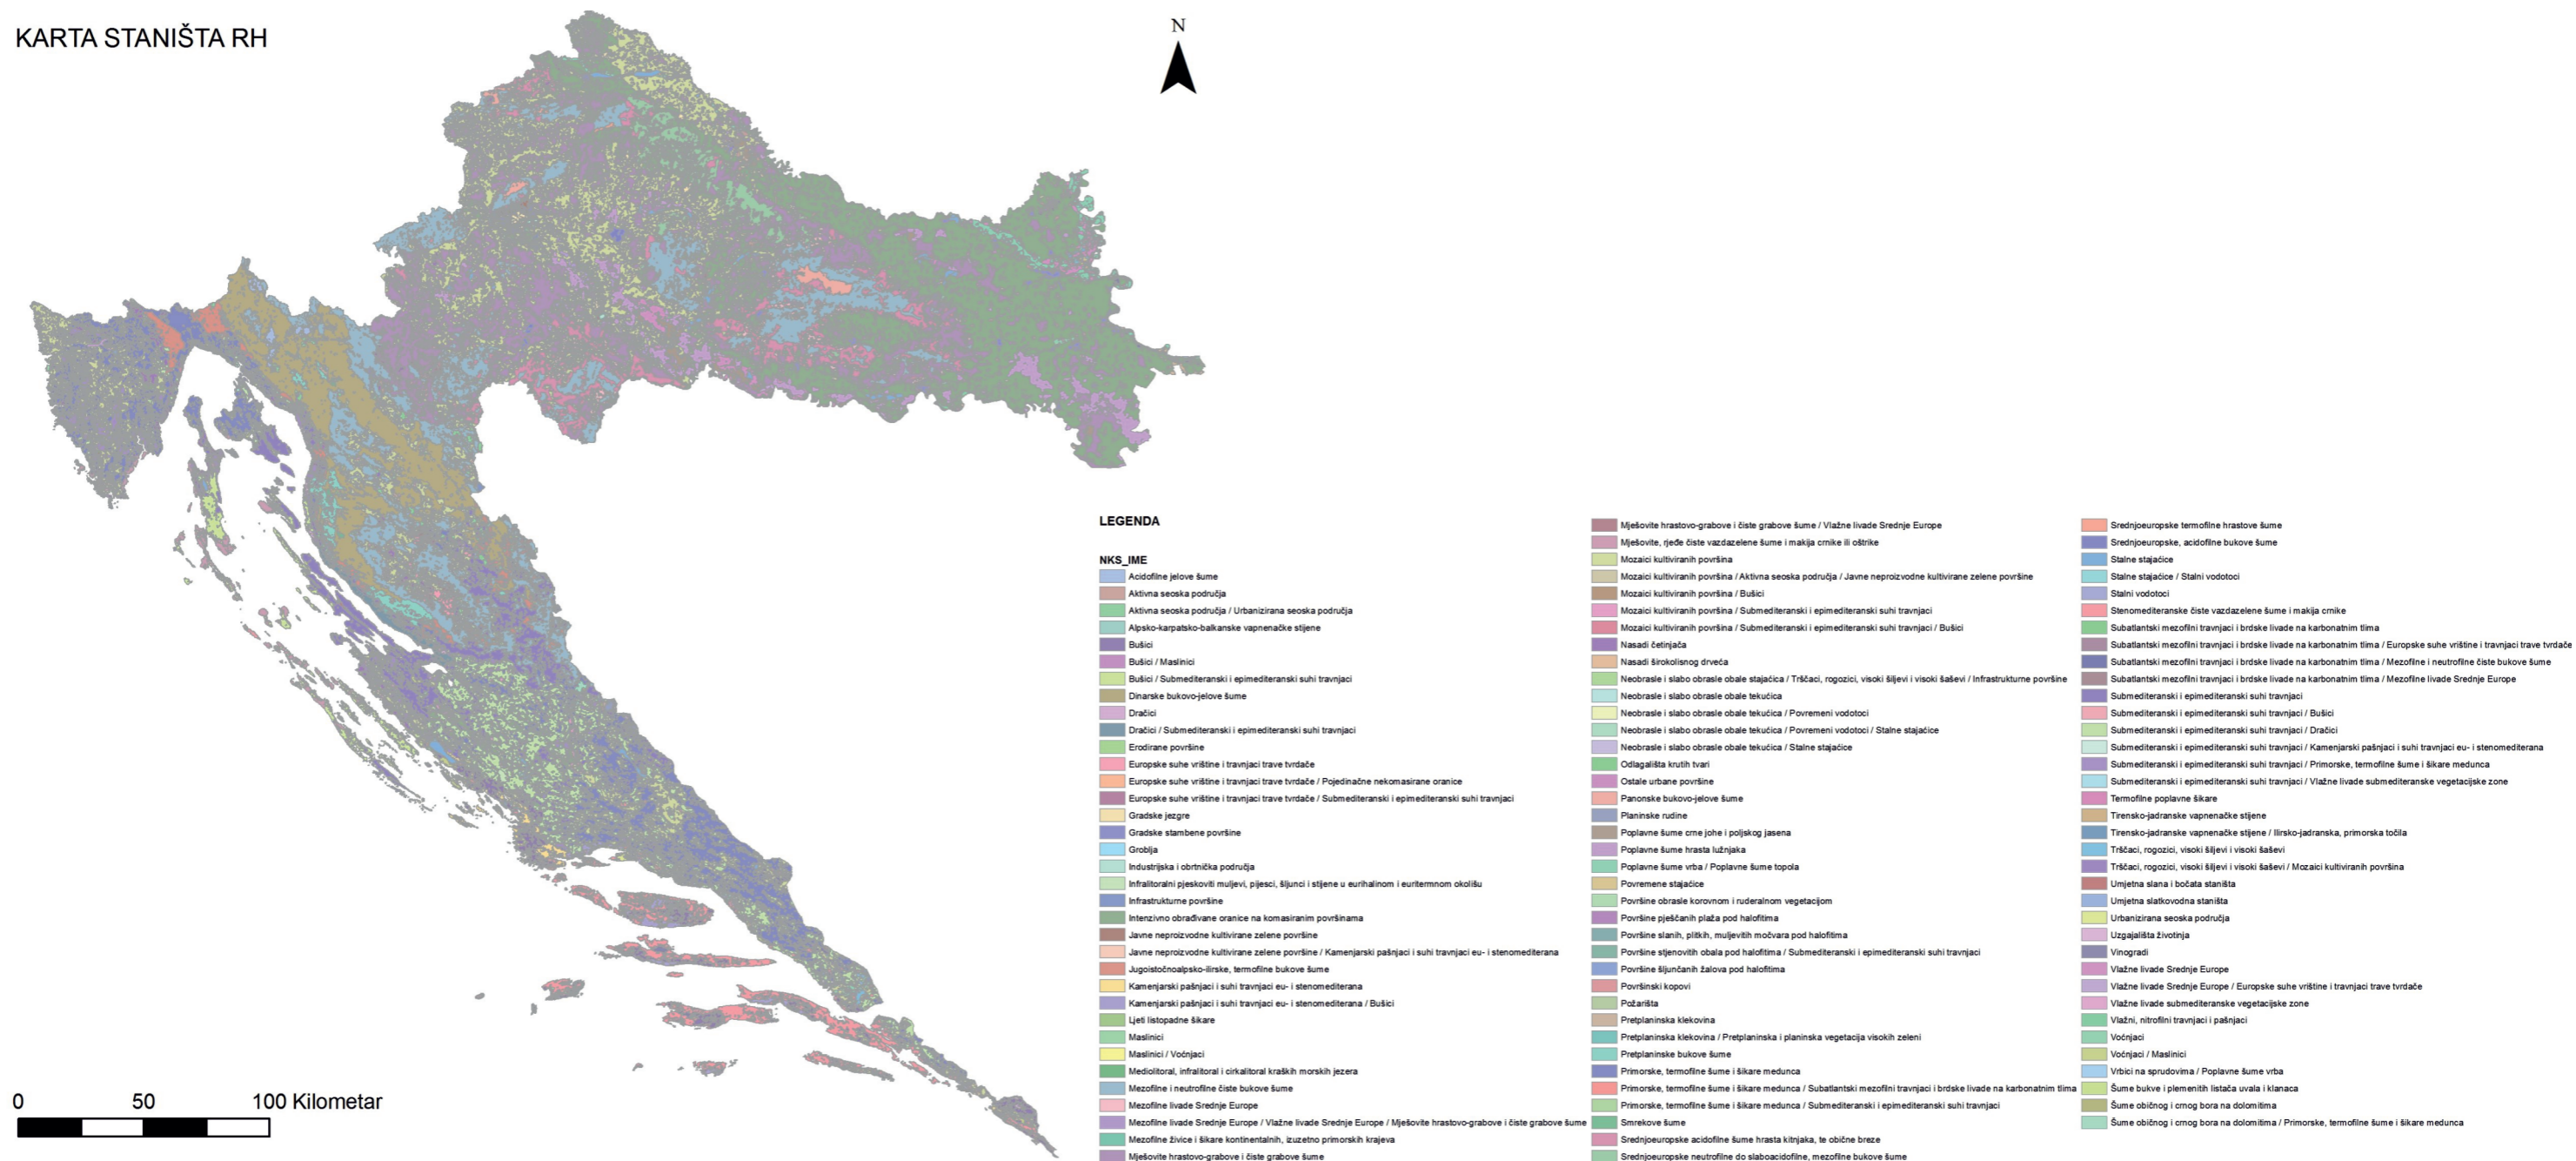 KARTA STANIŠTA RH
N
LEGENDA
NKS_IME
Acidofilne jelove šume
Aktivna seoska područja
Aktivna seoska područja / Urbanizirana seoska područja
Alpsko-karpatsko-balkanske vapnenačke stijene
Bušici
Bušici / Maslinici
Bušici / Submediteranski i epimediteranski suhi travnjaci
Dinarske bukovo-jelove šume
Dračici
Dračici / Submediteranski i epimediteranski suhi travnjaci
Erodirane površine
Europske suhe vrištine i travnjaci trave tvrdače
Europske suhe vrištine i travnjaci trave tvrdače / Pojedinačne nekomasirane oranice
Europske suhe vrištine i travnjaci trave tvrdače / Submediteranski i epimediteranski suhi travnjaci
Gradske jezgre
Gradske stambene površine
Groblja
Industrijska i obrtnička područja
Infralitoralni pjeskoviti muljevi, pijesci, šljunci i stijene u eurihalinom i euritermnom okolišu
Infrastrukturne površine
Intenzivno obrađivane oranice na komasiranim površinama
Javne neproizvodne kultivirane zelene površine
Javne neproizvodne kultivirane zelene površine / Kamenjarski pašnjaci i suhi travnjaci eu- i stenomediterana
Jugoistočnoalpsko-ilirske, termofilne bukove šume
Kamenjarski pašnjaci i suhi travnjaci eu- i stenomediterana
Kamenjarski pašnjaci i suhi travnjaci eu- i stenomediterana / Bušici
Ljeti listopadne šikare
Maslinici
Maslinici / Voćnjaci
Mediolitoral, infralitoral i cirkalitoral kraških morskih jezera
Mezofilne i neutrofilne čiste bukove šume
Mezofilne livade Srednje Europe
Mezofilne livade Srednje Europe / Vlažne livade Srednje Europe / Mješovite hrastovo-grabove i čiste grabove šume
Mezofilne živice i šikare kontinentalnih, izuzetno primorskih krajeva
Mješovite hrastovo-grabove i čiste grabove šume
Mješovite hrastovo-grabove i čiste grabove šume / Vlažne livade Srednje Europe
Mješovite, rjeđe čiste vazdazelene šume i makija crnike ili oštrike
Mozaici kultiviranih površina
Mozaici kultiviranih površina / Aktivna seoska područja / Javne neproizvodne kultivirane zelene površine
Mozaici kultiviranih površina / Bušici
Mozaici kultiviranih površina / Submediteranski i epimediteranski suhi travnjaci
Mozaici kultiviranih površina / Submediteranski i epimediteranski suhi travnjaci / Bušici
Nasadi četinjača
Nasadi širokolisnog drveća
Neobrasle i slabo obrasle obale stajaćica / Tršćaci, rogozici, visoki šiljevi i visoki šaševi / Infrastrukturne površine
Neobrasle i slabo obrasle obale tekućica
Neobrasle i slabo obrasle obale tekućica / Povremeni vodotoci
Neobrasle i slabo obrasle obale tekućica / Povremeni vodotoci / Stalne stajaćice
Neobrasle i slabo obrasle obale tekućica / Stalne stajaćice
Odlagališta krutih tvari
Ostale urbane površine
Panonske bukovo-jelove šume
Planinske rudine
Poplavne šume crne johe i poljskog jasena
Poplavne šume hrasta lužnjaka
Poplavne šume vrba / Poplavne šume topola
Povremene stajaćice
Površine obrasle korovnom i ruderalnom vegetacijom
Površine pješčanih plaža pod halofitima
Površine slanih, plitkih, muljevitih močvara pod halofitima
Površine stjenovitih obala pod halofitima / Submediteranski i epimediteranski suhi travnjaci
Površine šljunčanih žalova pod halofitima
Površinski kopovi
Požarišta
Pretplaninska klekovina
Pretplaninska klekovina / Pretplaninska i planinska vegetacija visokih zeleni
Pretplaninske bukove šume
Primorske, termofilne šume i šikare medunca
Primorske, termofilne šume i šikare medunca / Subatlantski mezofilni travnjaci i brdske livade na karbonatnim tlima
Primorske, termofilne šume i šikare medunca / Submediteranski i epimediteranski suhi travnjaci
Smrekove šume
Srednjoeuropske acidofilne šume hrasta kitnjaka, te obične breze
Srednjoeuropske neutrofilne do slaboacidofilne, mezofilne bukove šume
Srednjoeuropske termofilne hrastove šume
Srednjoeuropske, acidofilne bukove šume
Stalne stajaćice
Stalne stajaćice / Stalni vodotoci
Stalni vodotoci
Stenomediteranske čiste vazdazelene šume i makija crnike
Subatlantski mezofilni travnjaci i brdske livade na karbonatnim tlima
Subatlantski mezofilni travnjaci i brdske livade na karbonatnim tlima / Europske suhe vrištine i travnjaci trave tvrdače
Subatlantski mezofilni travnjaci i brdske livade na karbonatnim tlima / Mezofilne i neutrofilne čiste bukove šume
Subatlantski mezofilni travnjaci i brdske livade na karbonatnim tlima / Mezofilne livade Srednje Europe
Submediteranski i epimediteranski suhi travnjaci
Submediteranski i epimediteranski suhi travnjaci / Bušici
Submediteranski i epimediteranski suhi travnjaci / Dračici
Submediteranski i epimediteranski suhi travnjaci / Kamenjarski pašnjaci i suhi travnjaci eu- i stenomediterana
Submediteranski i epimediteranski suhi travnjaci / Primorske, termofilne šume i šikare medunca
Submediteranski i epimediteranski suhi travnjaci / Vlažne livade submediteranske vegetacijske zone
Termofilne poplavne šikare
Tirensko-jadranske vapnenačke stijene
Tirensko-jadranske vapnenačke stijene / Ilirsko-jadranska, primorska točila
Tršćaci, rogozici, visoki šiljevi i visoki šaševi
Tršćaci, rogozici, visoki šiljevi i visoki šaševi / Mozaici kultiviranih površina
Umjetna slana i bočata staništa
Umjetna slatkovodna staništa
Urbanizirana seoska područja
Uzgajališta životinja
Vinogradi
Vlažne livade Srednje Europe
Vlažne livade Srednje Europe / Europske suhe vrištine i travnjaci trave tvrdače
Vlažne livade submediteranske vegetacijske zone
Vlažni, nitrofilni travnjaci i pašnjaci
Voćnjaci
Voćnjaci / Maslinici
Vrbici na sprudovima / Poplavne šume vrba
Šume bukve i plemenitih listača uvala i klanaca
Šume običnog i crnog bora na dolomitima
Šume običnog i crnog bora na dolomitima / Primorske, termofilne šume i šikare medunca
0 50 100 Kilometar